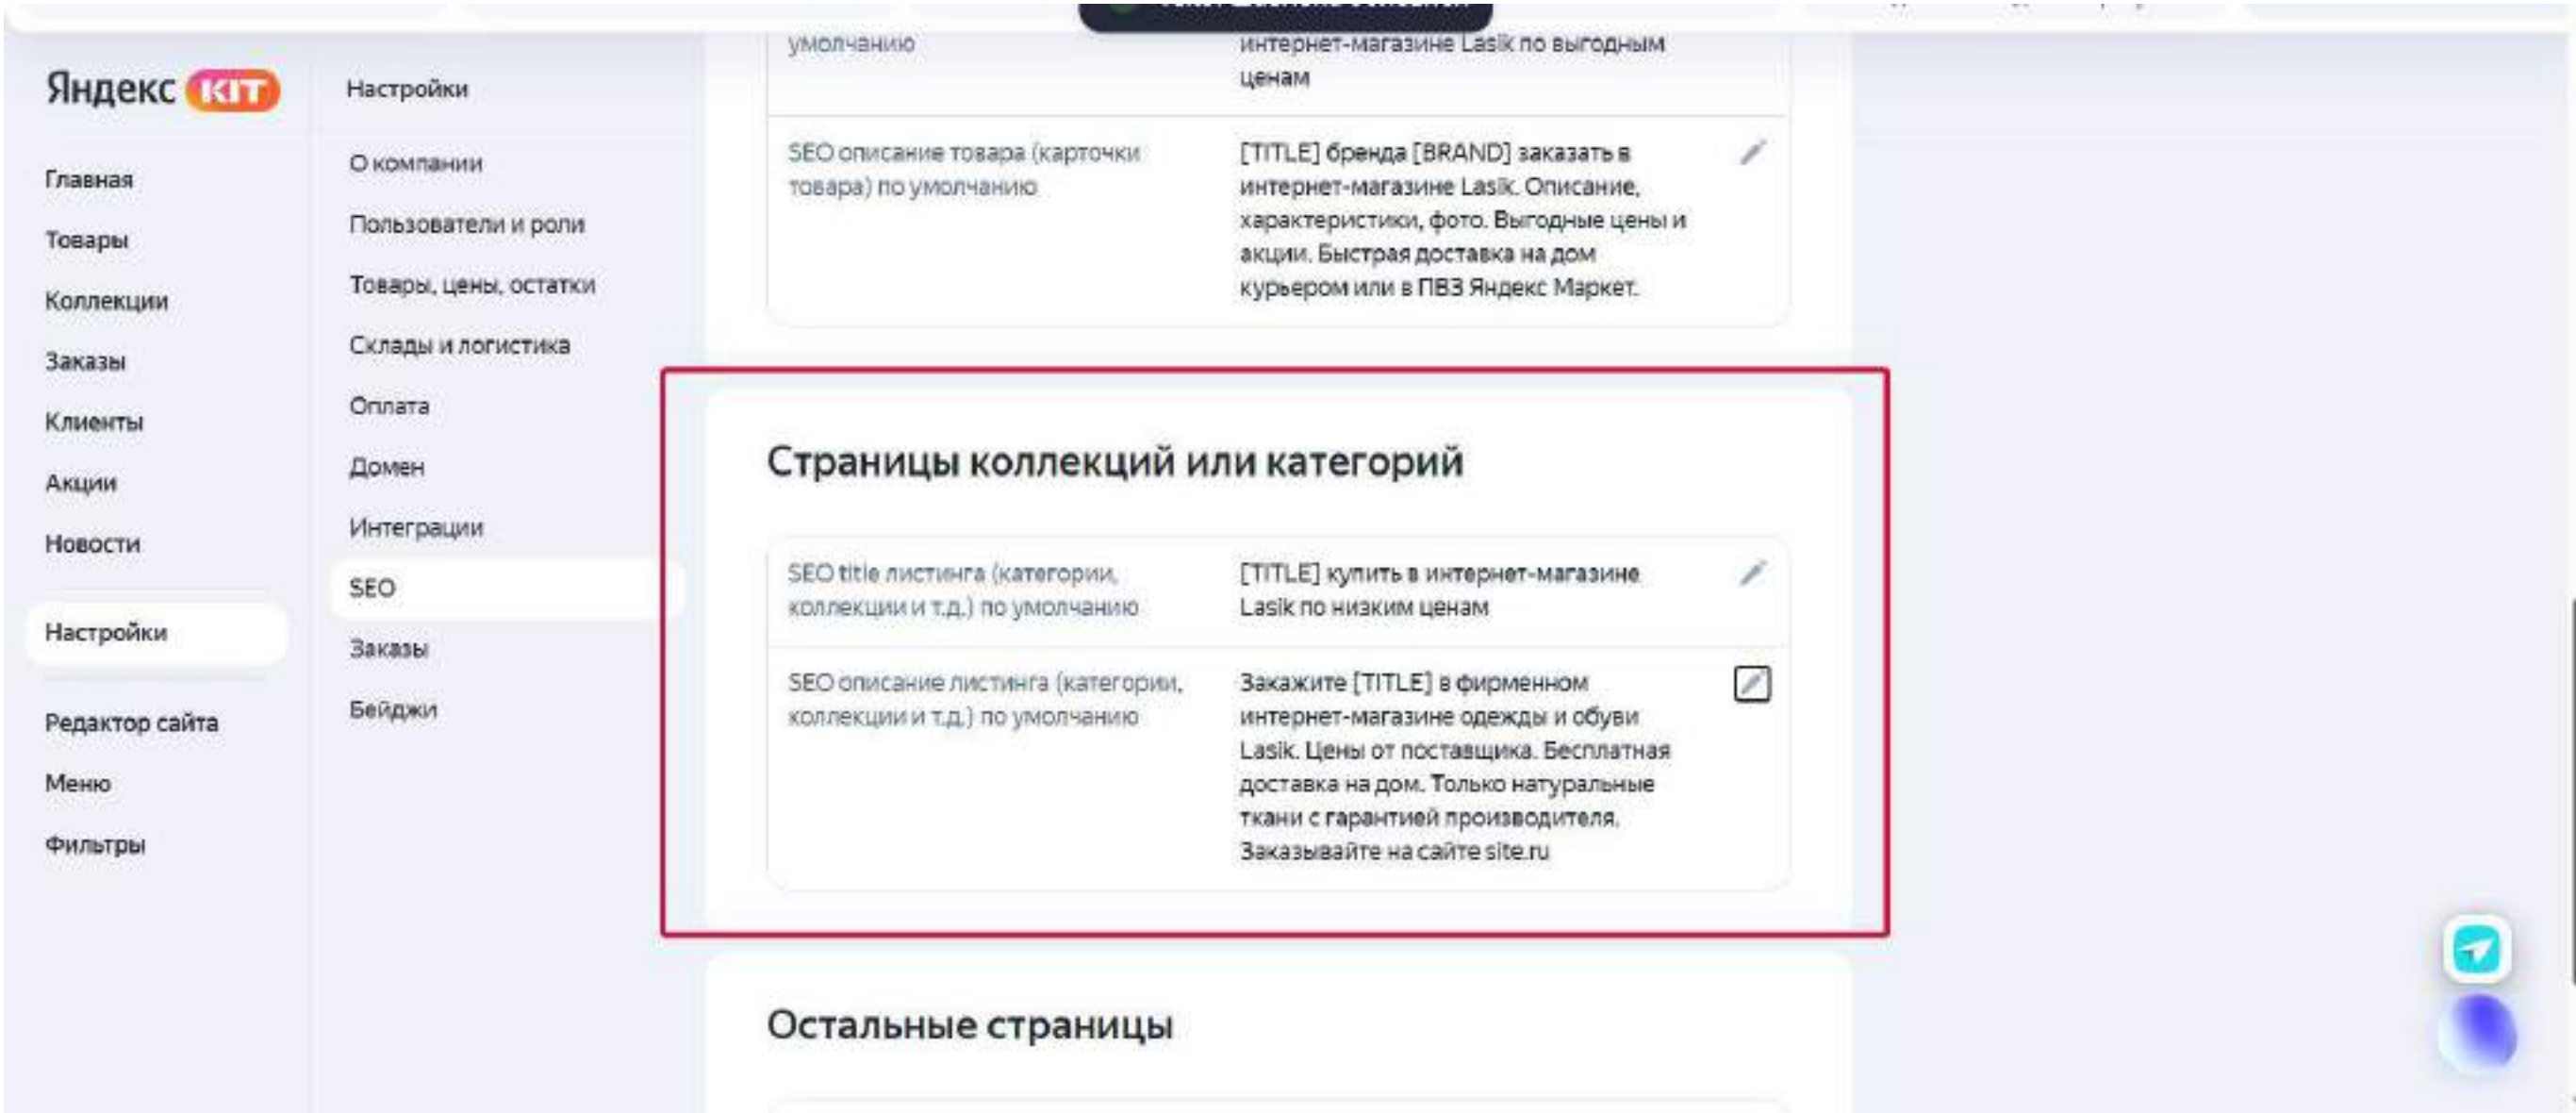 умолчанию
интернет-магазине Lasik по выгодным
ценам
Яндекс KIT
Главная
Товары
Коллекции
Заказы
Клиенты
Акции
Новости
Настройки
Редактор сайта
Меню
Фильтры
Настройки
О компании
Пользователи и роли
Товары, цены, остатки
Склады и логистика
Оплата
Домен
Интеграции
SEO
Заказы
Бейджи
SEO описание товара (карточки
товара) по умолчанию
[TITLE] бренда [BRAND] заказать в
интернет-магазине Lasik. Описание,
характеристики, фото. Выгодные цены и
акции. Быстрая доставка на дом
курьером или в ПВЗ Яндекс Маркет.
Страницы коллекций или категорий
SEO title листинга (категории,
коллекции и т.д.) по умолчанию
[TITLE] купить в интернет-магазине
Lasik по низким ценам
SEO описание листинга (категории,
коллекции и т.д.) по умолчанию
Закажите [TITLE] в фирменном
интернет-магазине одежды и обуви
Lasik. Цены от поставщика. Бесплатная
доставка на дом. Только натуральные
ткани с гарантией производителя.
Заказывайте на сайте site.ru
Остальные страницы